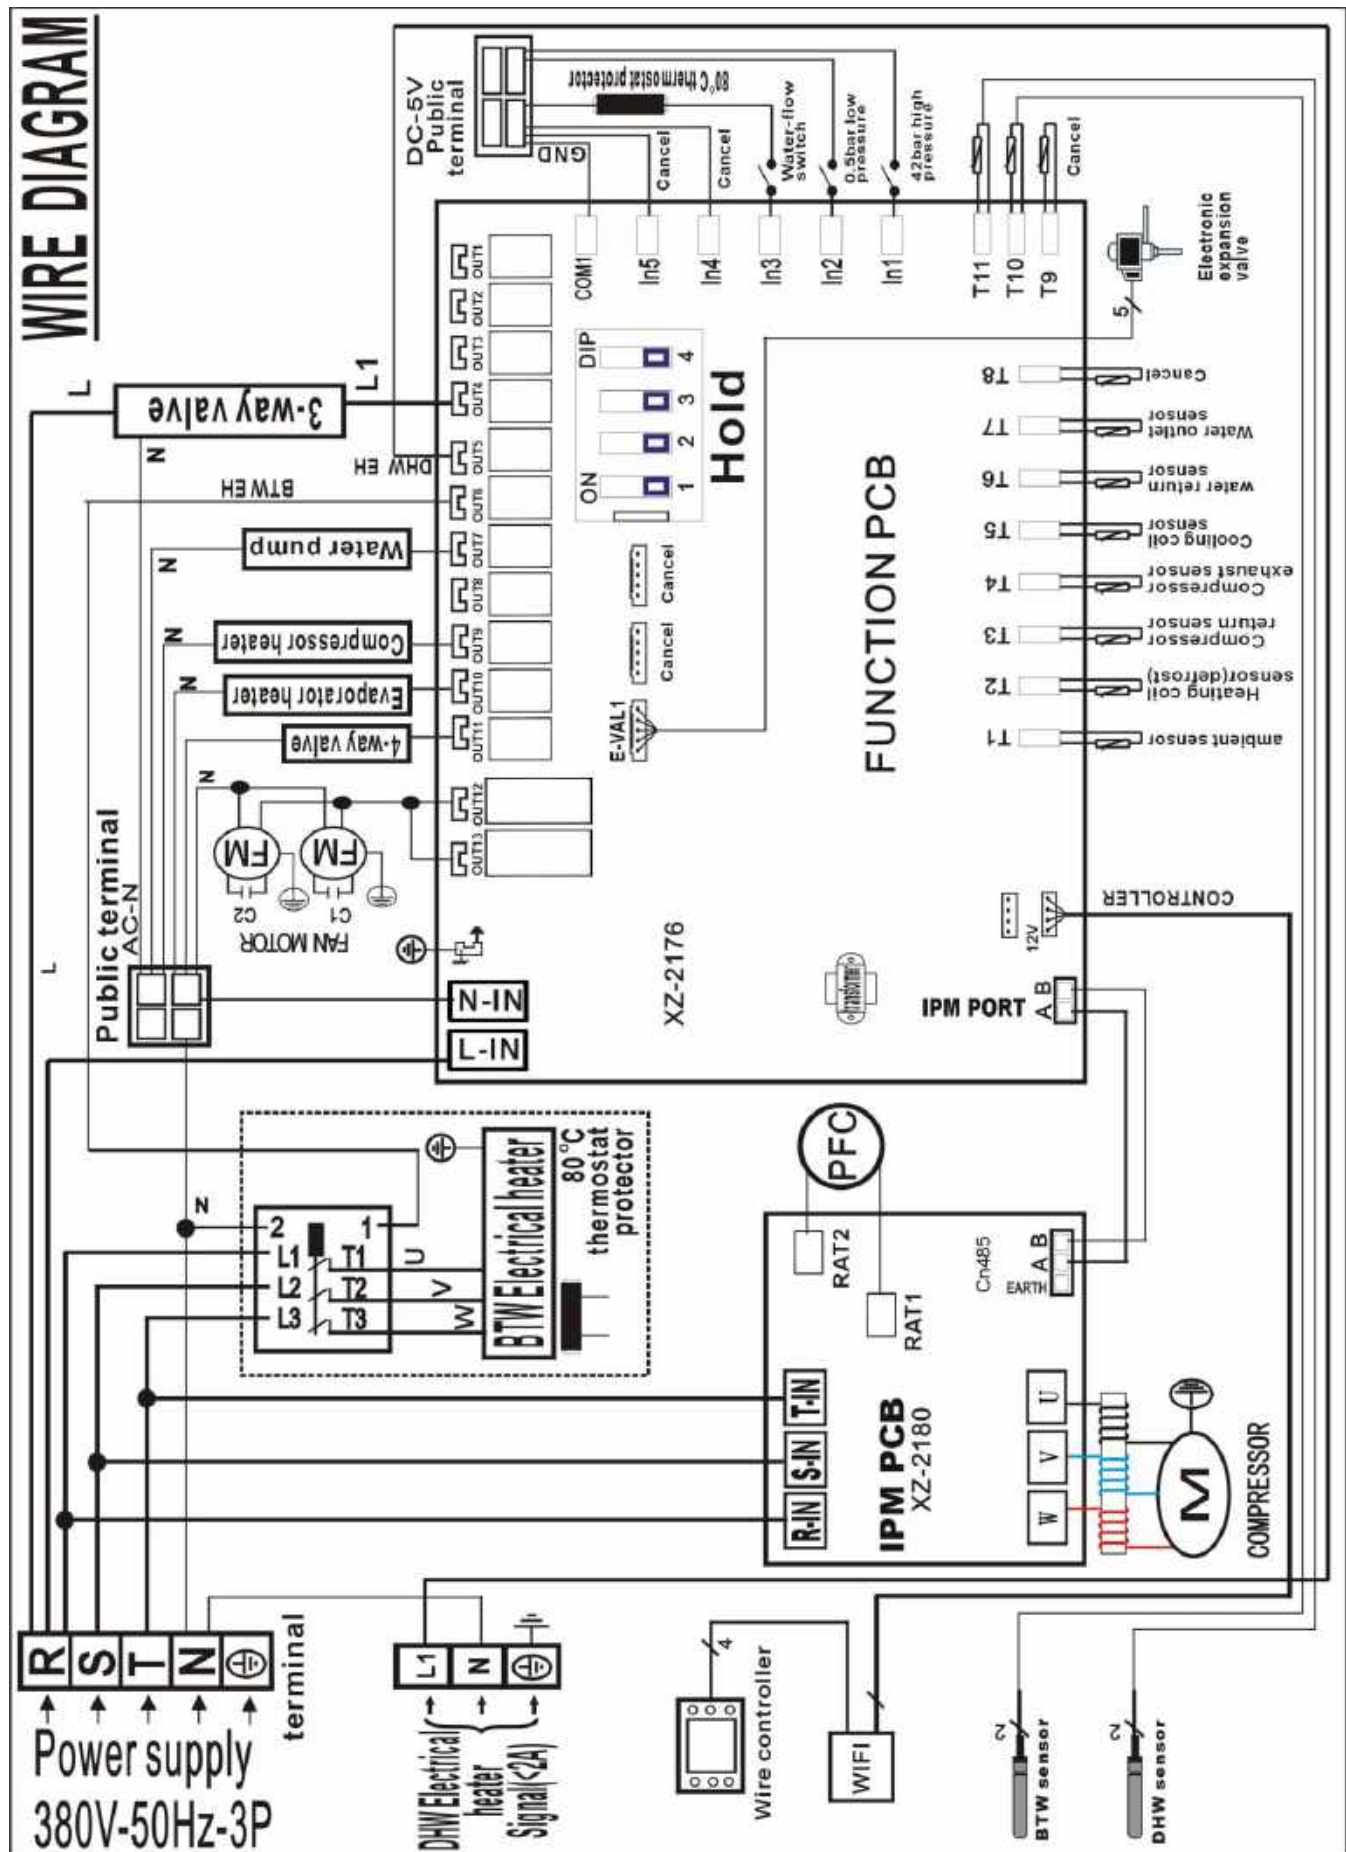 WIRE DIAGRAM
DC-5V
Public
terminal
GND
80°C thermostat protector
Cancel
Cancel
Water-flow
switch
0.5bar low
pressure
42bar high
pressure
Cancel
COM1
In5
In4
In3
In2
In1
T11
T10
T9
Electronic
expansion
valve
5
OUT1
OUT2
OUT3
OUT4
OUT5
OUT6
OUT7
OUT8
OUT9
OUT10
OUT11
OUT12
OUT13
L
3-way valve
L1
N
DHW EH
BTW EH
Water pump
N
Compressor heater
N
Evaporator heater
N
4-way valve
N
FM
FM
C2
C1
FAN MOTOR
ON
DIP
1
2
3
4
Hold
Cancel
Cancel
E-VAL1
FUNCTION PCB
T8
Cancel
T7
Water outlet
sensor
T6
water return
sensor
T5
Cooling coil
sensor
T4
Compressor
exhaust sensor
T3
Compressor
return sensor
T2
Heating coil
sensor(defrost)
T1
ambient sensor
Public terminal
AC-N
L
N-IN
L-IN
XZ-2176
transformer
12V
CONTROLLER
IPM PORT
A
B
N
2
1
L1
T1
L2
T2
L3
T3
U
V
W
BTW Electrical heater
80°C
thermostat
protector
PFC
RAT2
RAT1
Cn485
EARTH
A
B
T-IN
S-IN
R-IN
IPM PCB
XZ-2180
U
V
W
M
COMPRESSOR
R
S
T
N
terminal
Power supply
380V-50Hz-3P
L1
N
DHW Electrical
heater
Signal(<2A)
4
Wire controller
WIFI
2
BTW sensor
2
DHW sensor